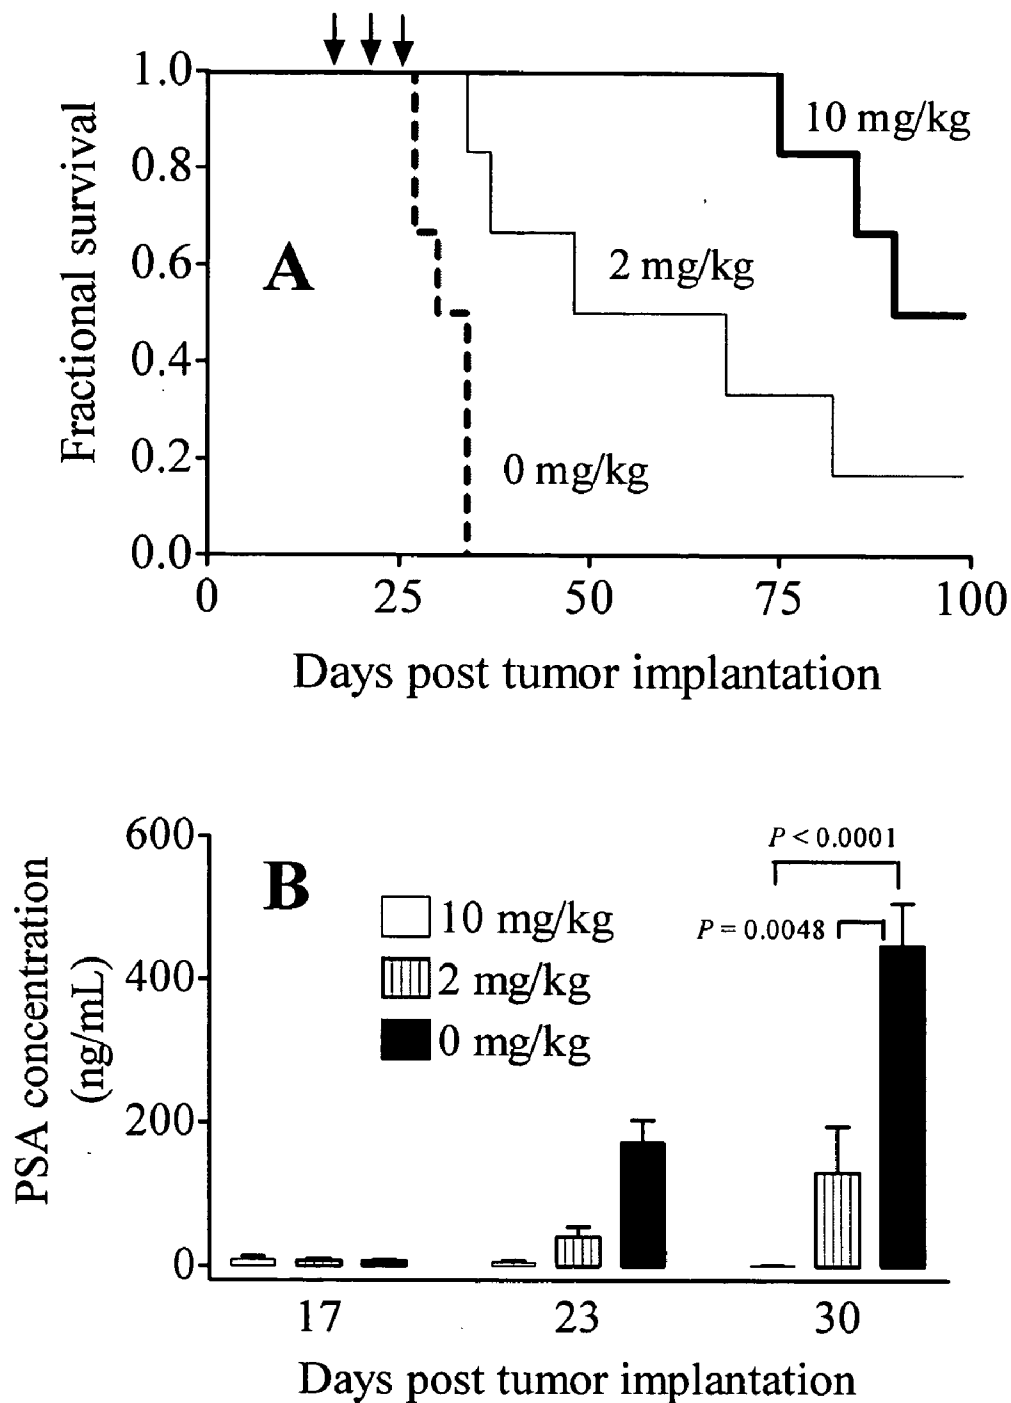 1.0
0.8
0.6
0.4
0.2
0.0
Fractional survival
A
10 mg/kg
2 mg/kg
0 mg/kg
0 25 50 75 100
Days post tumor implantation
600
400
200
0
PSA concentration
(ng/mL)
B
10 mg/kg
2 mg/kg
0 mg/kg
P < 0.0001
P = 0.0048
17 23 30
Days post tumor implantation